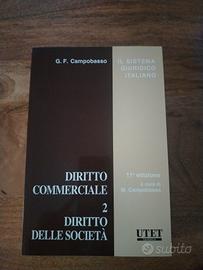 G. F. Campobasso
IL SISTEMA
GIURIDICO
ITALIANO
11ª edizione
a cura di
M. Campobasso
DIRITTO
COMMERCIALE
2
DIRITTO
DELLE SOCIETÀ
UTET
subito